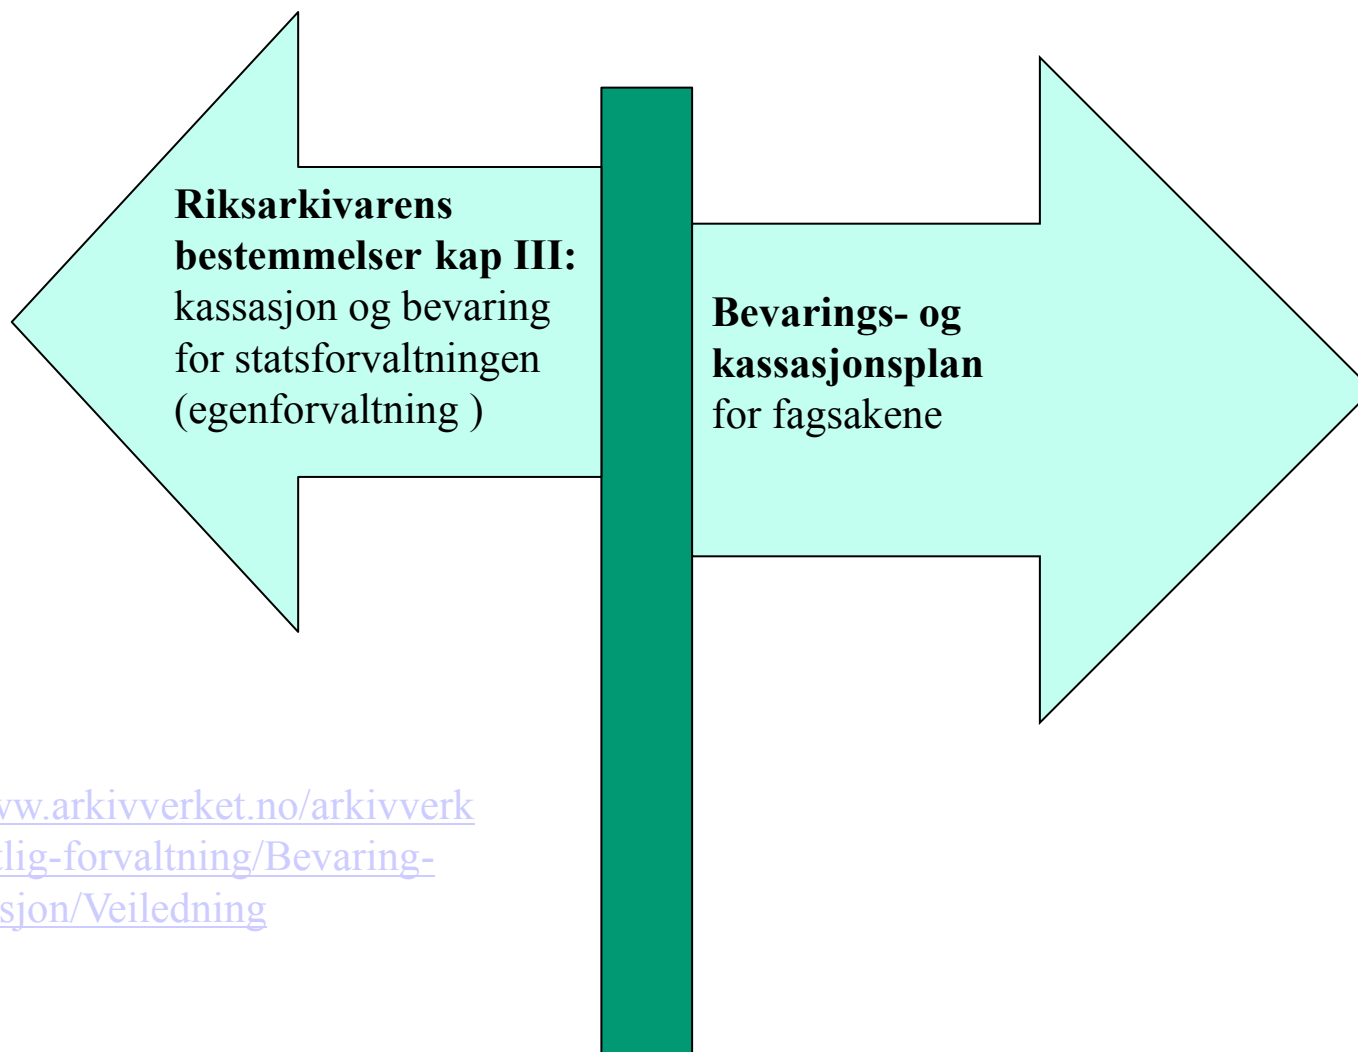 Riksarkivarens
bestemmelser kap III:
kassasjon og bevaring
for statsforvaltningen
(egenforvaltning )
Bevarings- og
kassasjonsplan
for fagsakene
ww.arkivverket.no/arkivverk
tlig-forvaltning/Bevaring-
sjon/Veiledning